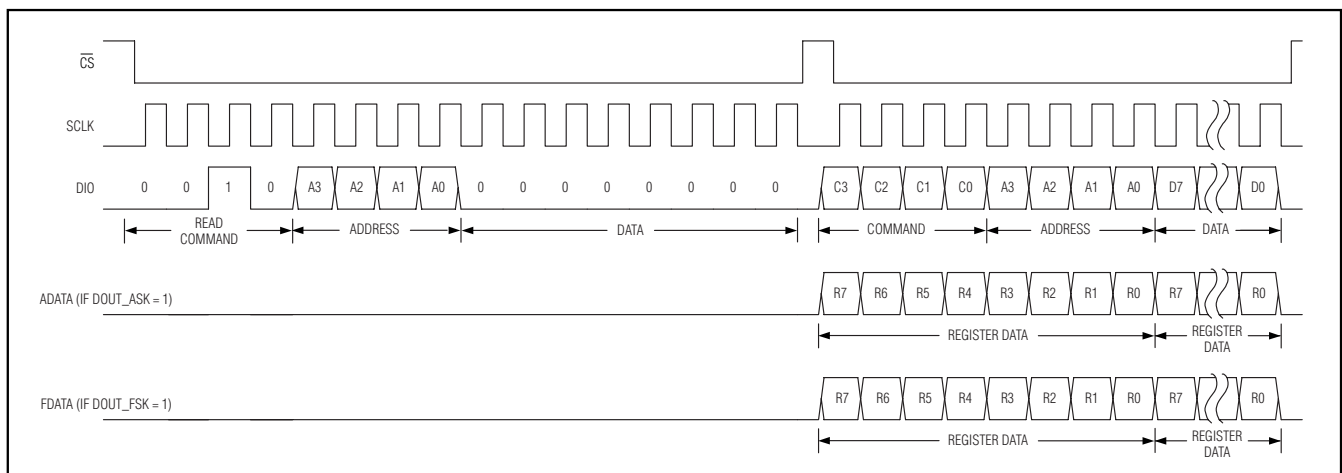 CS
SCLK
DIO 0 0 1 0 A3 A2 A1 A0 0 0 0 0 0 0 0 0 C3 C2 C1 C0 A3 A2 A1 A0 D7 D0
READ COMMAND ADDRESS DATA COMMAND ADDRESS DATA
ADATA (IF DOUT_ASK = 1) R7 R6 R5 R4 R3 R2 R1 R0 R7 R0
REGISTER DATA REGISTER DATA
FDATA (IF DOUT_FSK = 1) R7 R6 R5 R4 R3 R2 R1 R0 R7 R0
REGISTER DATA REGISTER DATA